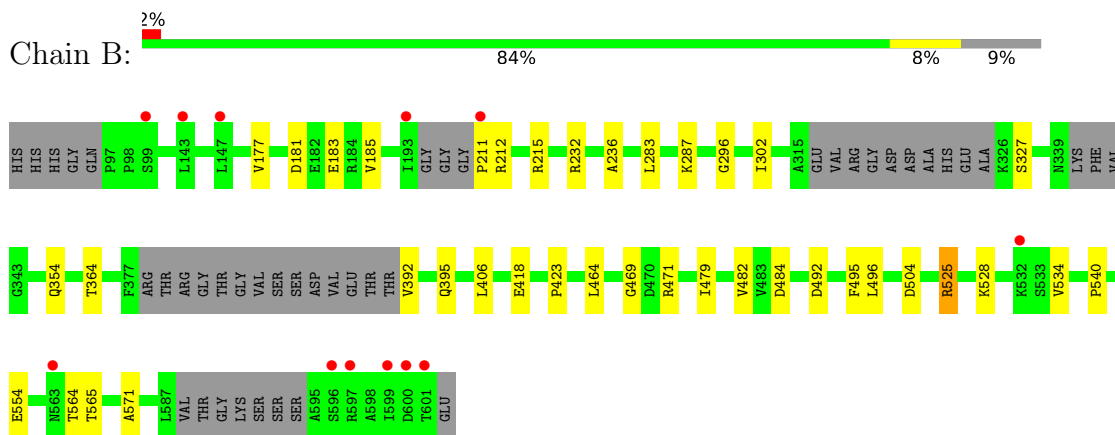 2%
Chain B:
84% 8% 9%
HIS HIS HIS GLY GLN P97 P98 S99 L143 L147 V177 D181 E182 E183 R184 V185 I193 GLY GLY GLY P211 R212 R215 R232 A236 L283 K287 G296 I302 A315 GLU VAL ARG GLY ASP ASP ALA HIS GLU ALA K326 S327 N339 LYS PHE VAL
G343 Q354 T364 F377 ARG THR ARG GLY THR GLY VAL SER SER ASP VAL GLU THR THR V392 Q395 L406 E418 P423 L464 G469 D470 R471 I479 V482 V483 D484 D492 F495 L496 D504 R525 K528 K532 S533 V534 P540
E554 N563 T564 T565 A571 L587 VAL THR GLY LYS SER SER SER A595 S596 R597 A598 I599 D600 T601 GLU